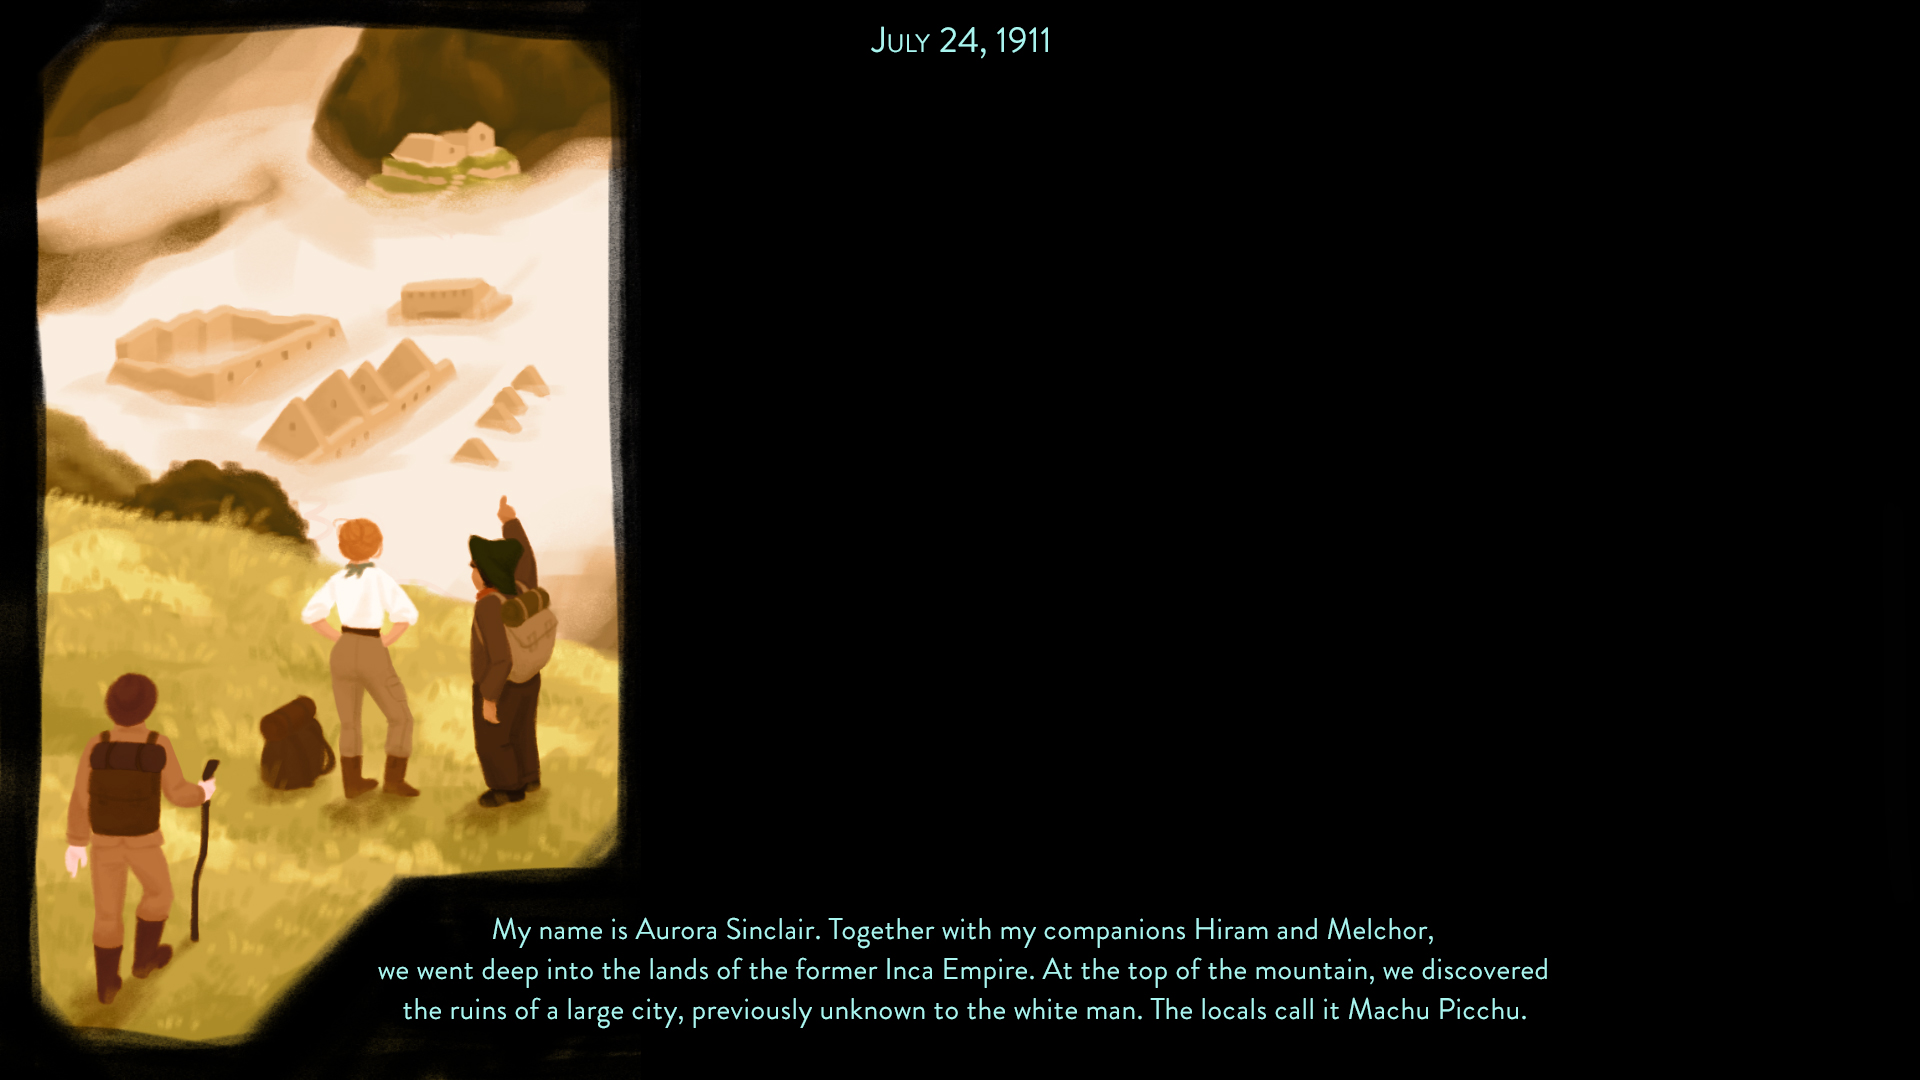 July 24, 1911
My name is Aurora Sinclair. Together with my companions Hiram and Melchor,
we went deep into the lands of the former Inca Empire. At the top of the mountain, we discovered
the ruins of a large city, previously unknown to the white man. The locals call it Machu Picchu.